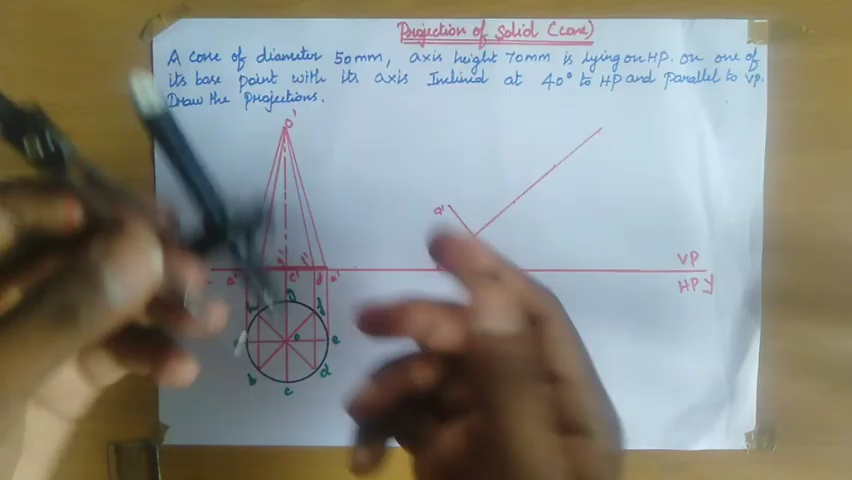 Projection of Solid (cone)
A cone of diameter 50mm, axis height 70mm is lying on HP. on one of
its base point with its axis Inclined at 40° to HP and parallel to VP.
Draw the projections.
o'
a'
VP
a'
c'
d'
a'
HP y
g
f
o
e
b
d
c